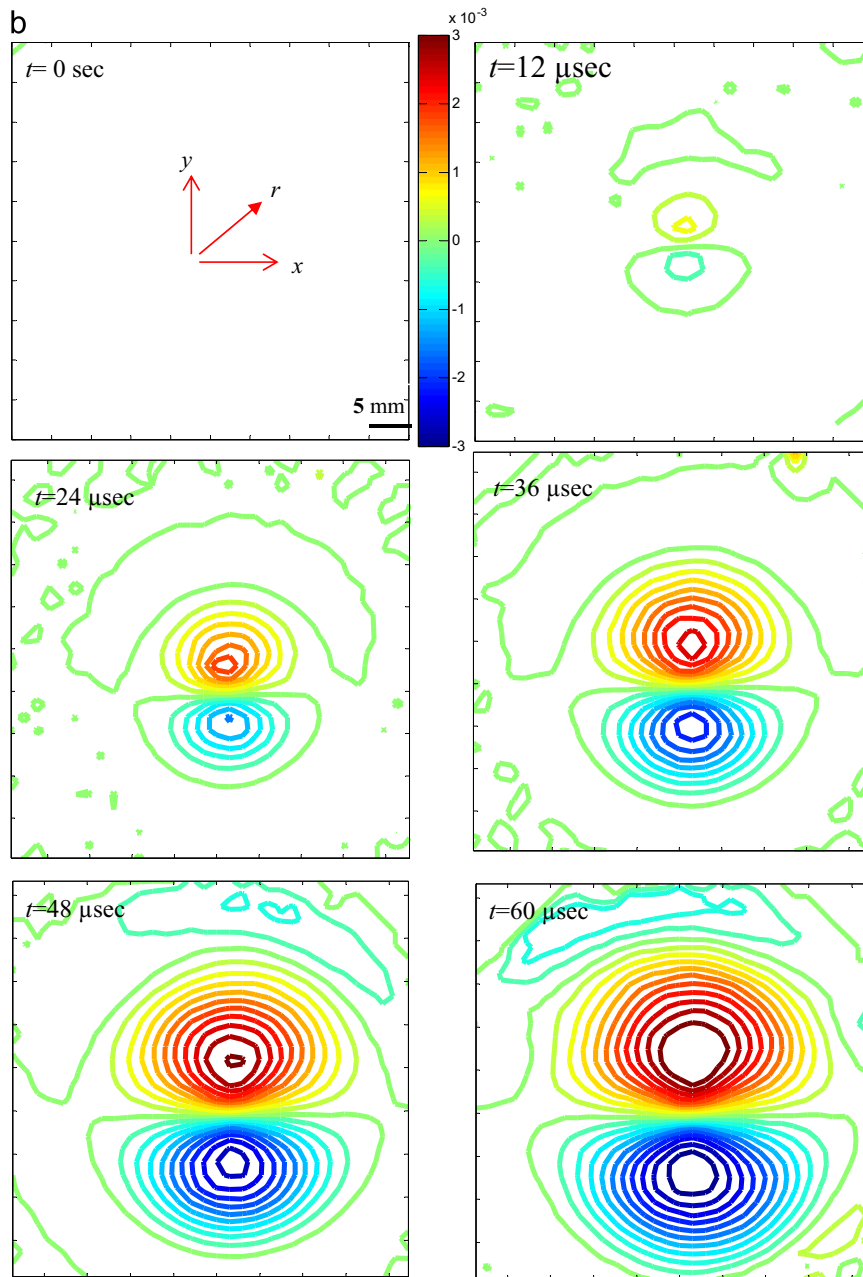 b
x 10⁻³
t= 0 sec
3
t=12 μsec
2
y
r
1
0
x
-1
-2
5 mm
-3
t=24 μsec
t=36 μsec
t=48 μsec
t=60 μsec